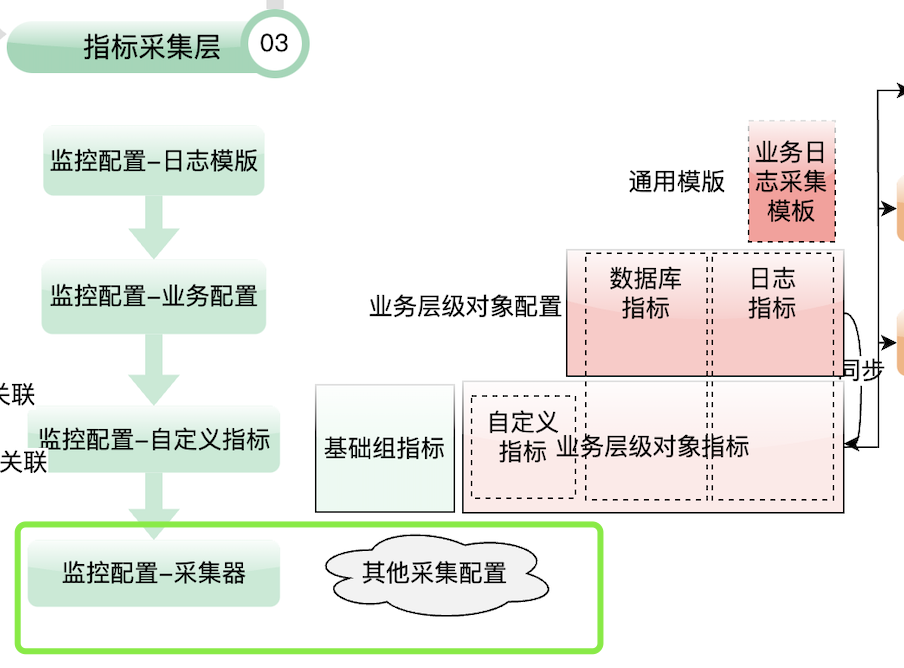 指标采集层
03
监控配置-日志模版
通用模版
业务日
志采集
模板
监控配置-业务配置
业务层级对象配置
数据库
指标
日志
指标
同步
关联
监控配置-自定义指标
关联
基础组指标
自定义
指标
业务层级对象指标
监控配置-采集器
其他采集配置